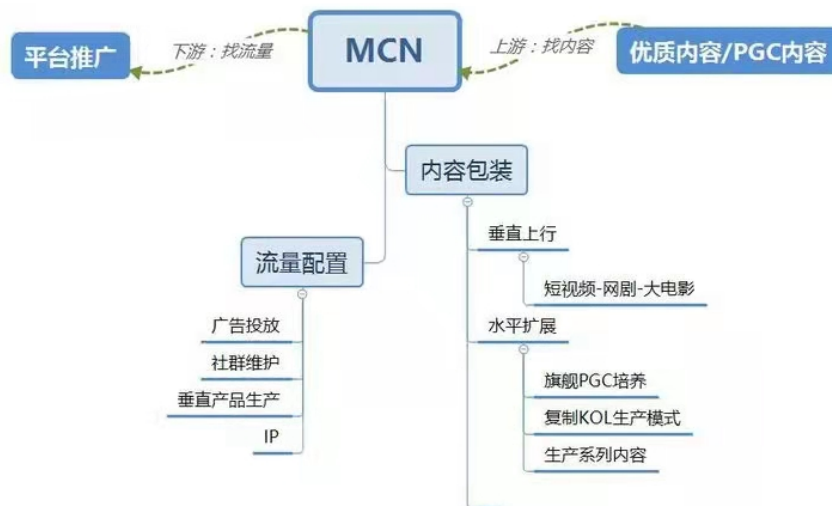 MCN
平台推广
下游：找流量
上游：找内容
优质内容/PGC内容
内容包装
垂直上行
短视频-网剧-大电影
水平扩展
旗舰PGC培养
复制KOL生产模式
生产系列内容
流量配置
广告投放
社群维护
垂直产品生产
IP